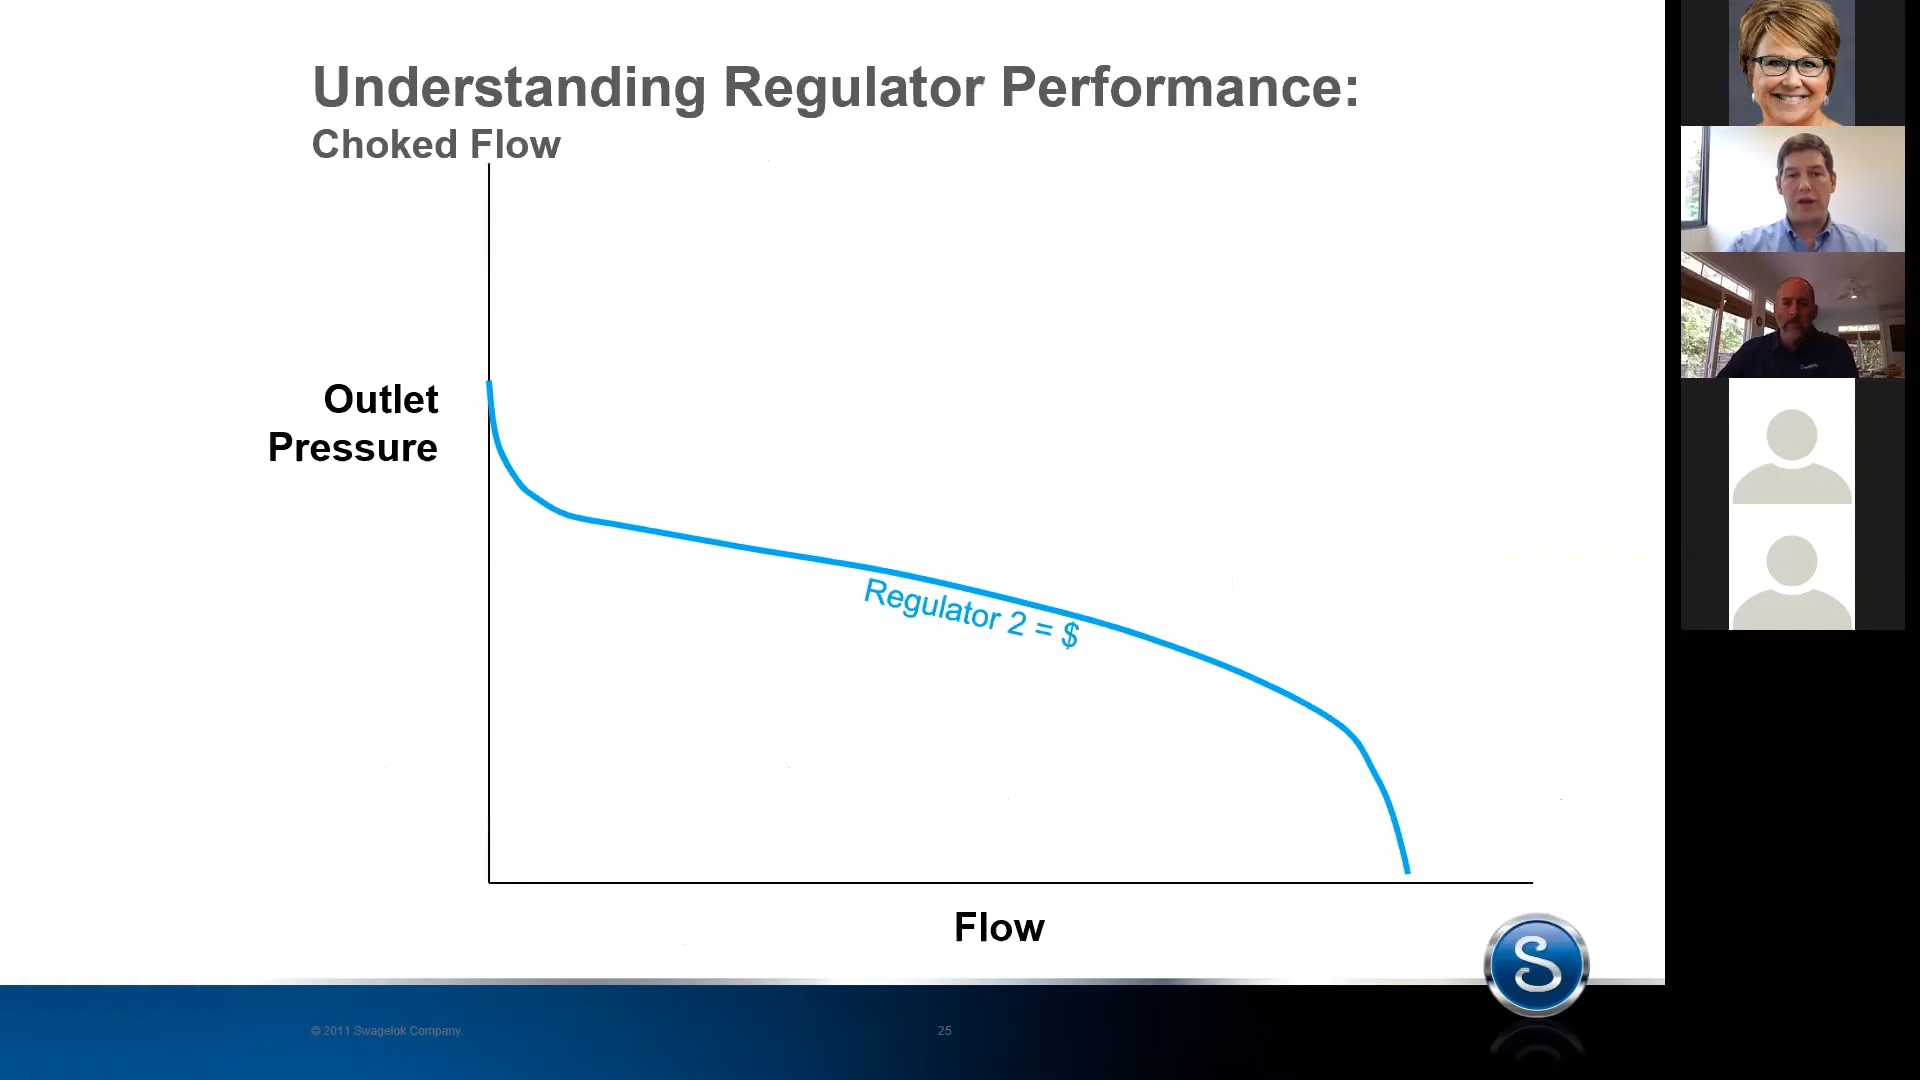 Understanding Regulator Performance:
Choked Flow
Outlet
Pressure
Regulator 2 = $
Flow
S
© 2011 Swagelok Company.
25